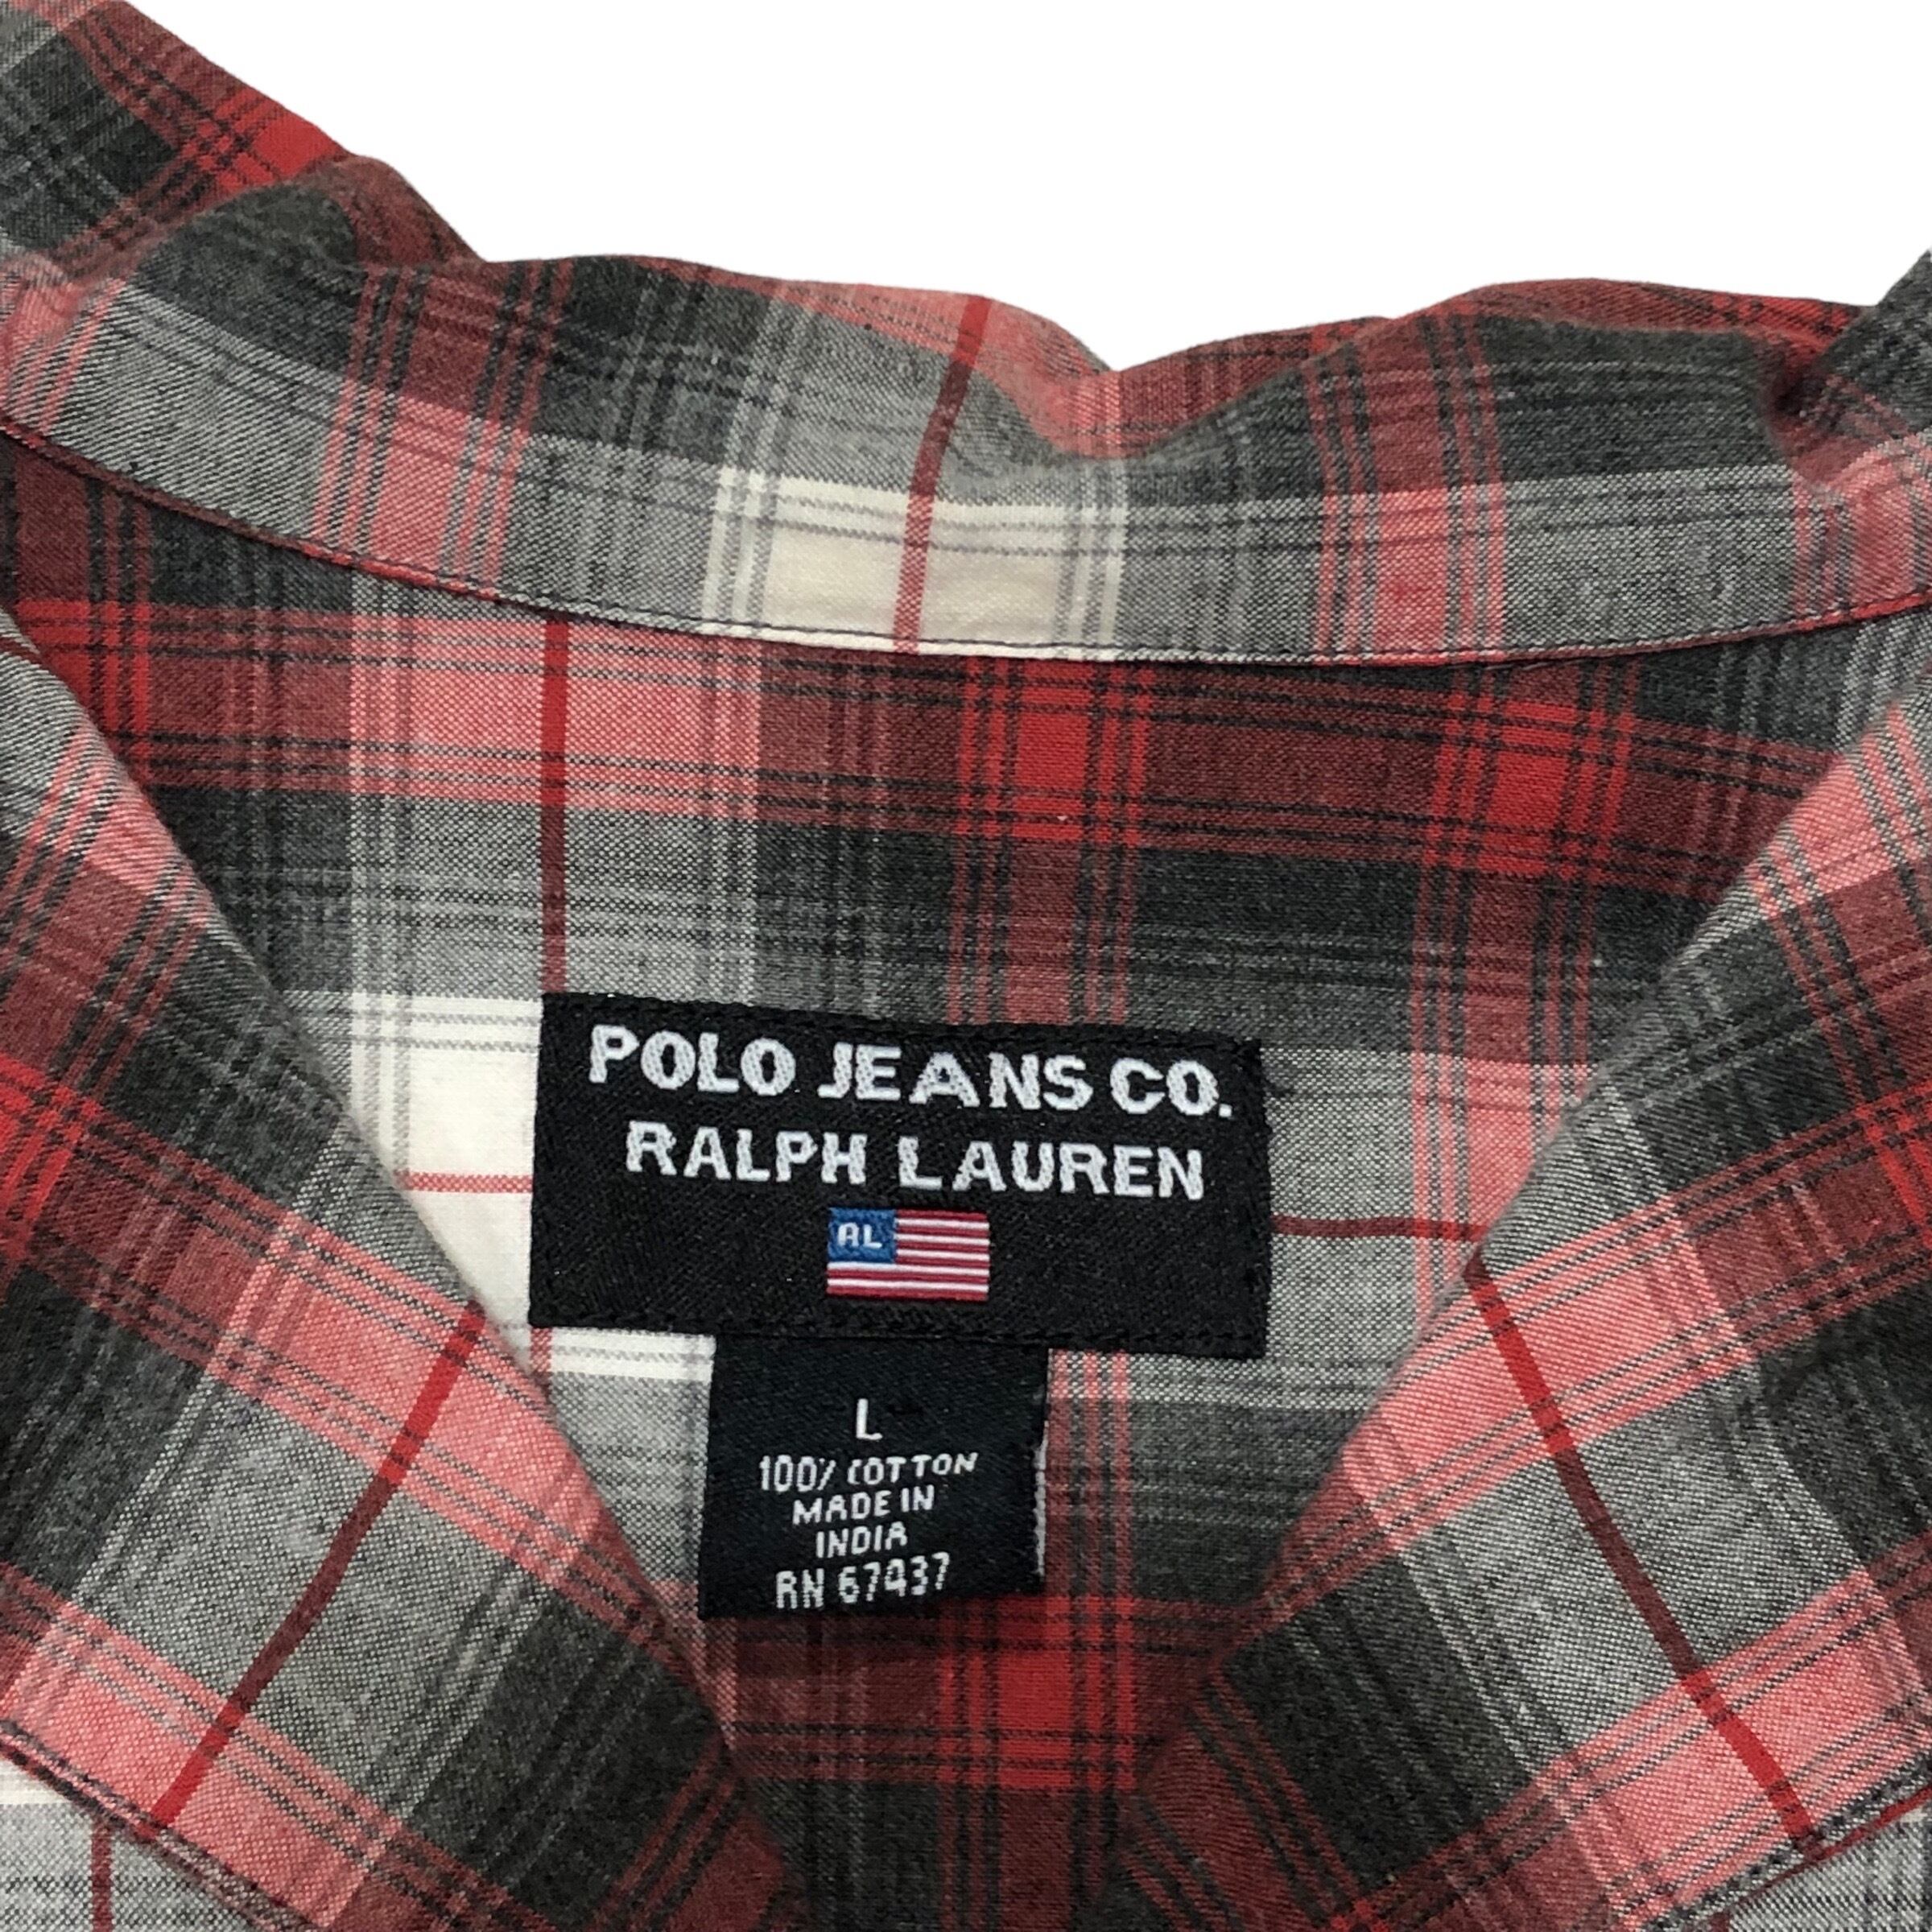 POLO JEANS CO.
RALPH LAUREN
RL
L
100% COTTON
MADE IN
INDIA
RN 67437